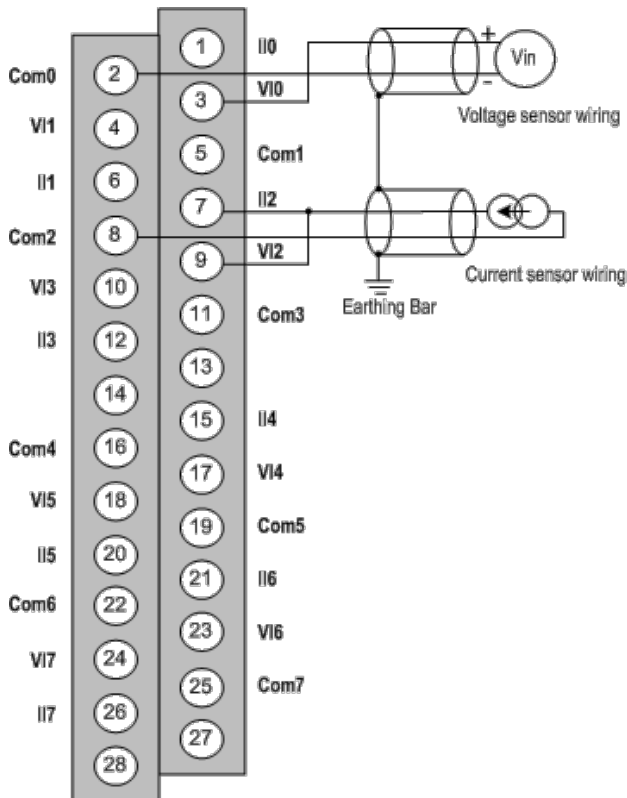 1 II0
Com0 2
+
Vin
-
3 VI0
Voltage sensor wiring
VI1 4
5 Com1
II1 6
7 II2
Com2 8
9 VI2
Current sensor wiring
VI3 10
Earthing Bar
11 Com3
II3 12
13
14
15 II4
Com4 16
17 VI4
VI5 18
19 Com5
II5 20
21 II6
Com6 22
23 VI6
VI7 24
25 Com7
II7 26
27
28